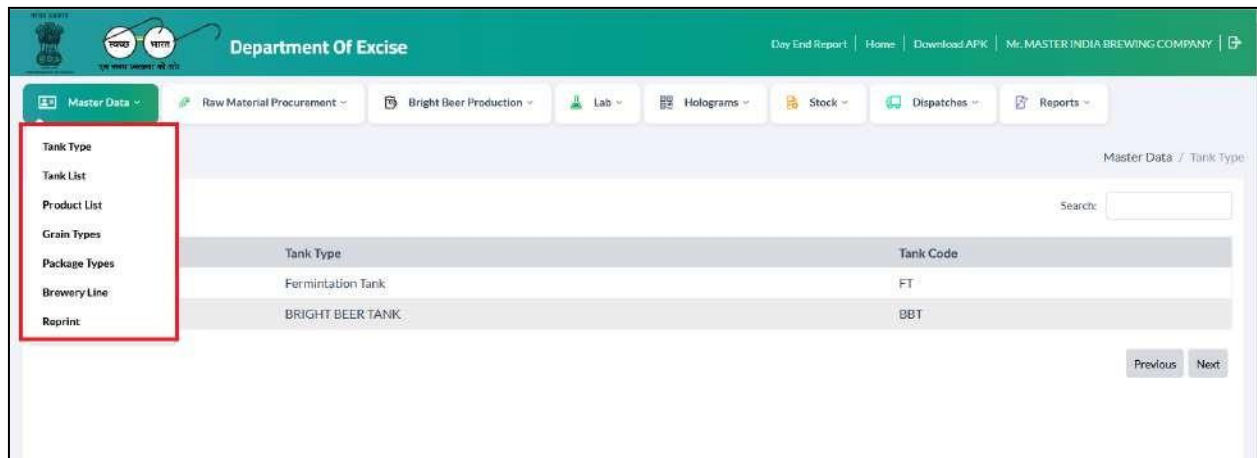 स्वच्छ भारत
Department Of Excise
Day End Report | Home | Download APK | Mr. MASTER INDIA BREWING COMPANY |
Master Data
Raw Material Procurement
Bright Beer Production
Lab
Holograms
Stock
Dispatches
Reports
Tank Type
Tank List
Product List
Grain Types
Package Types
Brewery Line
Reprint
Master Data / Tank Type
Search:
Tank Type Tank Code
Fermintation Tank FT
BRIGHT BEER TANK BBT
Previous Next